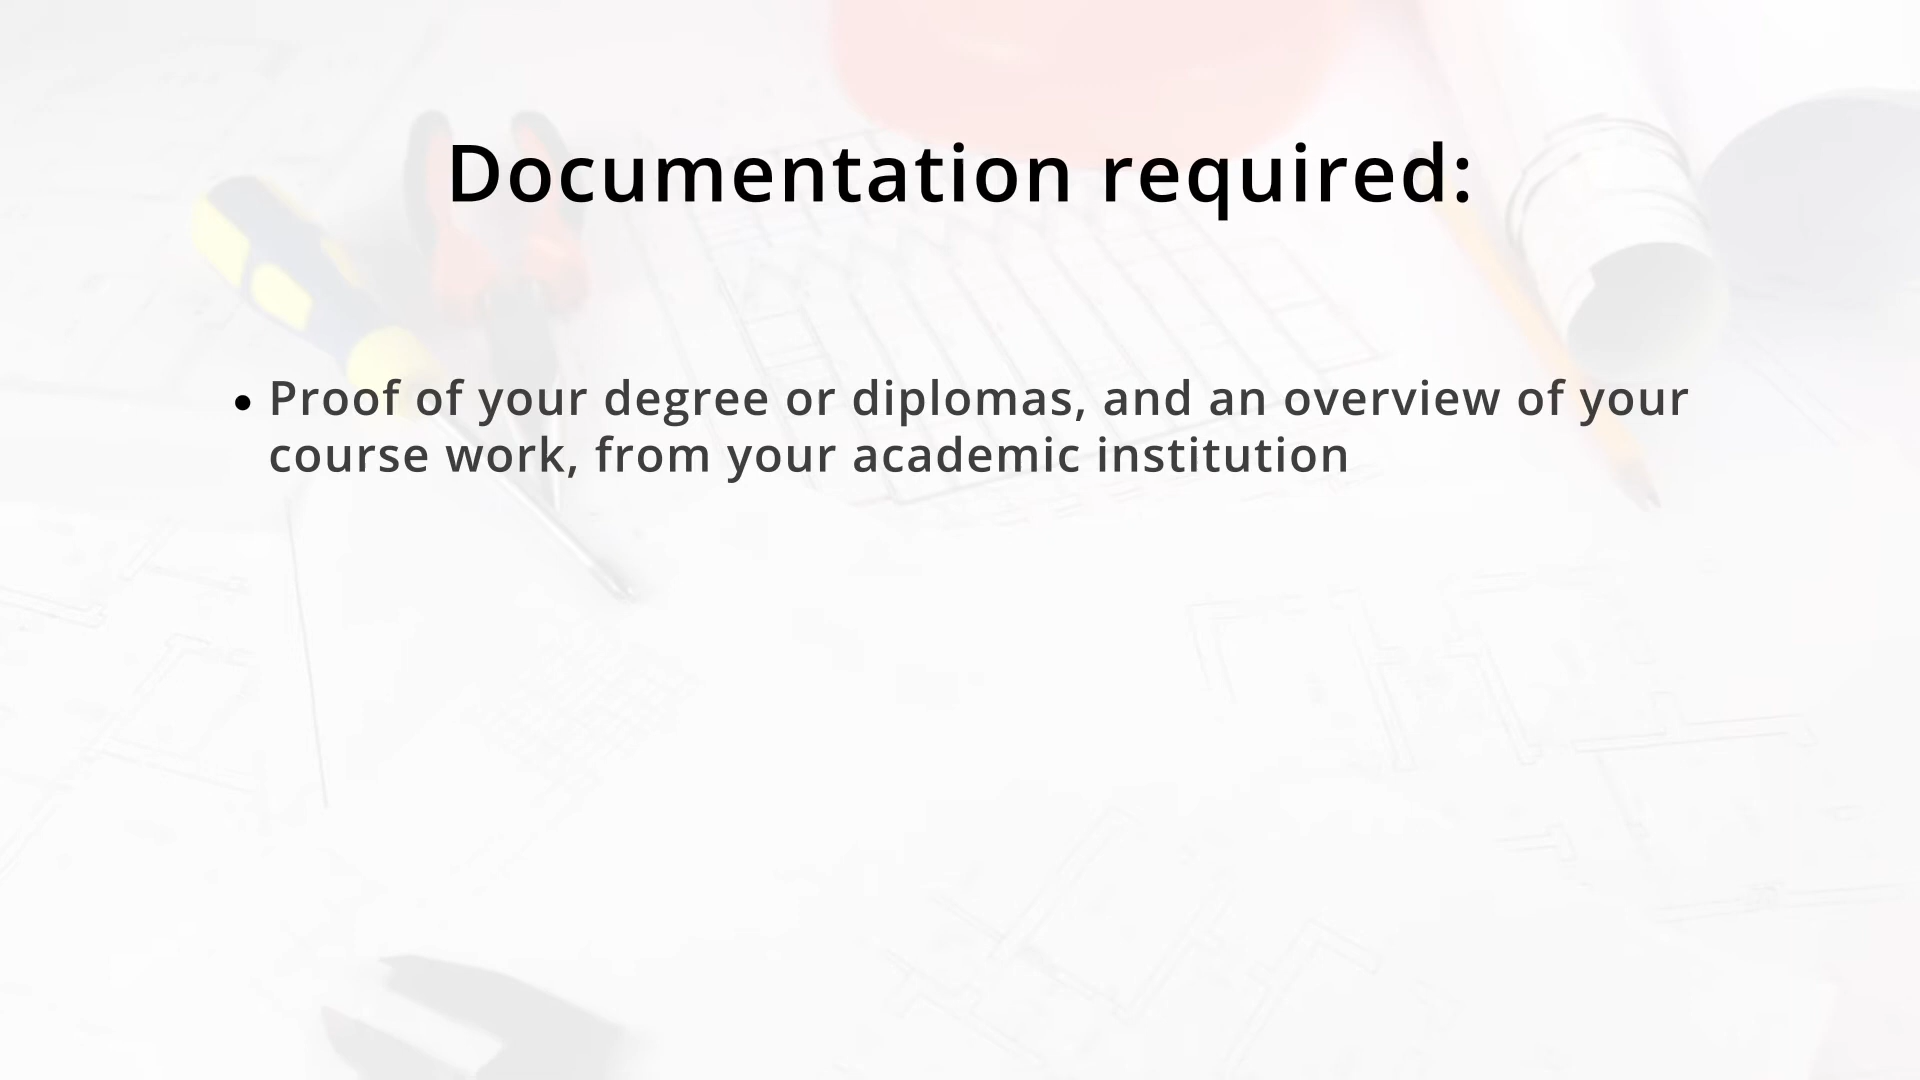 Documentation required:
• Proof of your degree or diplomas, and an overview of your
course work, from your academic institution